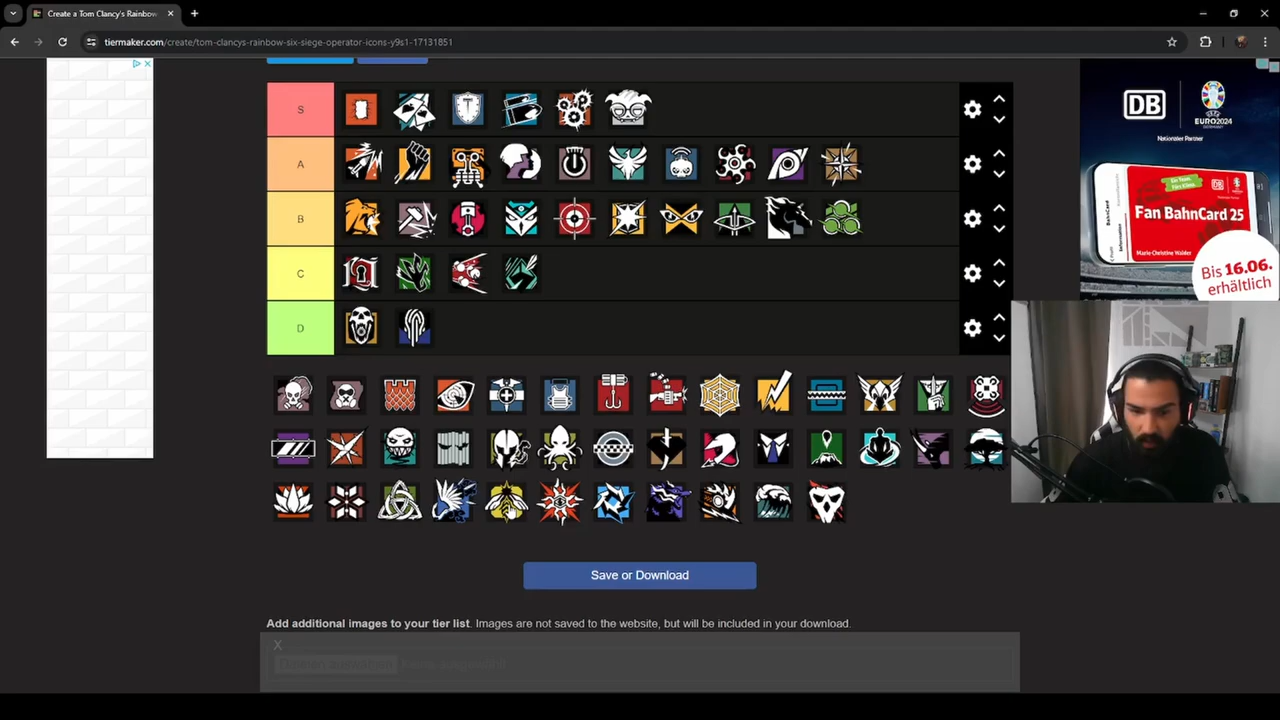 Create a Tom Clancy's Rainbow
tiermaker.com/create/tom-clancys-rainbow-six-siege-operator-icons-y9s1-17131851
S
A
B
C
D
DB
EURO2024
GERMANY
Nationaler Partner
Fan BahnCard 25
Bis 16.06.
erhältlich
Save or Download
Add additional images to your tier list. Images are not saved to the website, but will be included in your download.
X